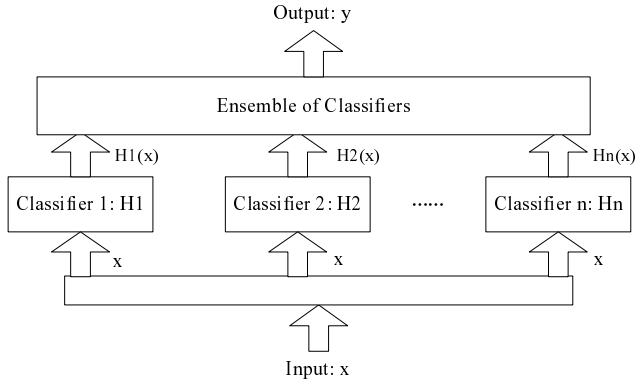 Output: y
Ensemble of Classifiers
H1(x) H2(x) Hn(x)
Classifier 1: H1 Classifier 2: H2 ...... Classifier n: Hn
x x x
Input: x